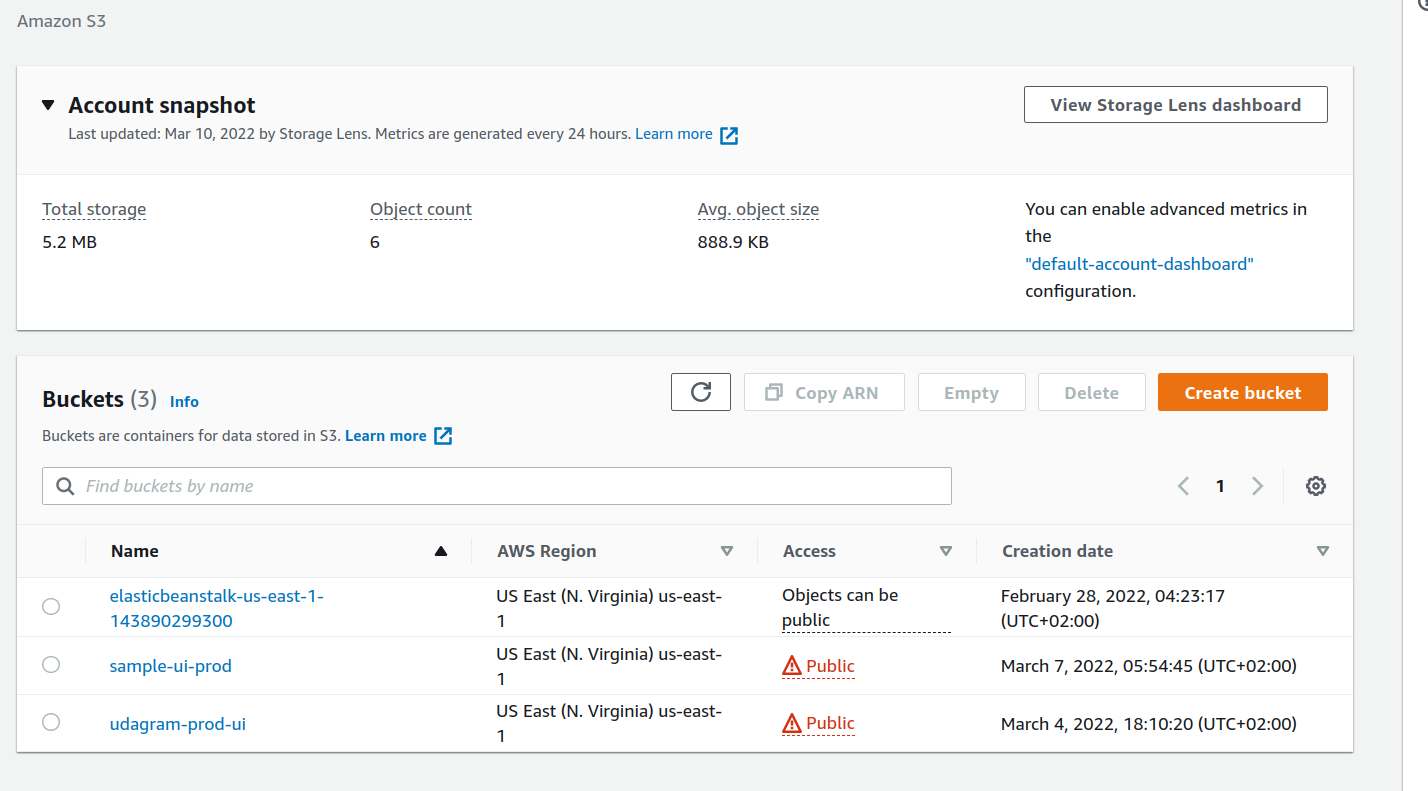 Amazon S3
Account snapshot
View Storage Lens dashboard
Last updated: Mar 10, 2022 by Storage Lens. Metrics are generated every 24 hours. Learn more
Total storage
Object count
Avg. object size
You can enable advanced metrics in
the
"default-account-dashboard"
configuration.
5.2 MB
6
888.9 KB
Buckets (3) Info
Copy ARN
Empty
Delete
Create bucket
Buckets are containers for data stored in S3. Learn more
Find buckets by name
1
Name
AWS Region
Access
Creation date
elasticbeanstalk-us-east-1-
143890299300
US East (N. Virginia) us-east-
1
Objects can be
public
February 28, 2022, 04:23:17
(UTC+02:00)
sample-ui-prod
US East (N. Virginia) us-east-
1
Public
March 7, 2022, 05:54:45 (UTC+02:00)
udagram-prod-ui
US East (N. Virginia) us-east-
1
Public
March 4, 2022, 18:10:20 (UTC+02:00)